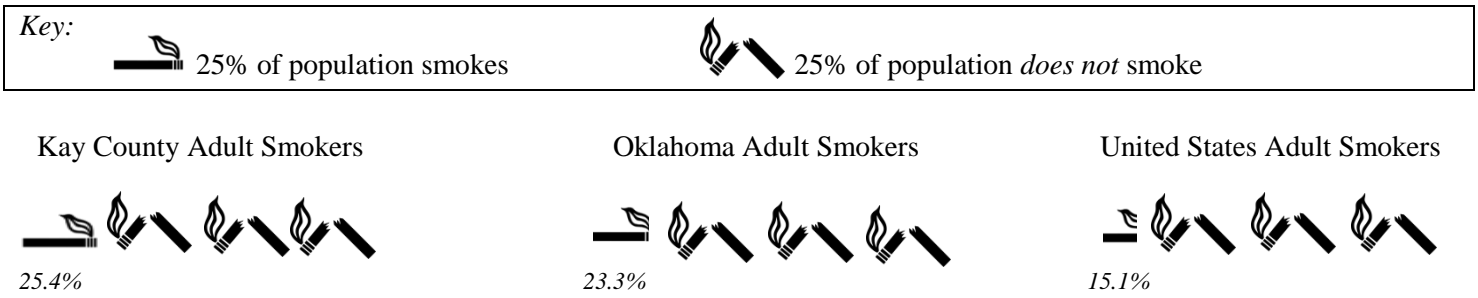 Key:
25% of population smokes 25% of population does not smoke
Kay County Adult Smokers Oklahoma Adult Smokers United States Adult Smokers
25.4% 23.3% 15.1%